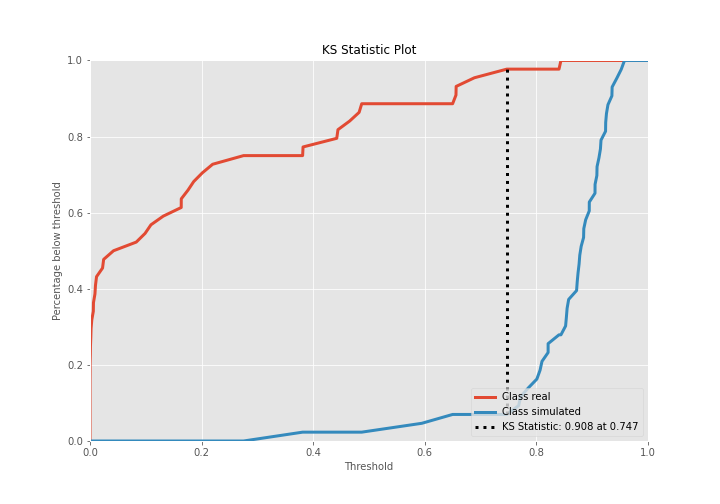 KS Statistic Plot
1.0
0.8
0.6
0.4
0.2
0.0
Percentage below threshold
Class real
Class simulated
KS Statistic: 0.908 at 0.747
0.0 0.2 0.4 0.6 0.8 1.0
Threshold